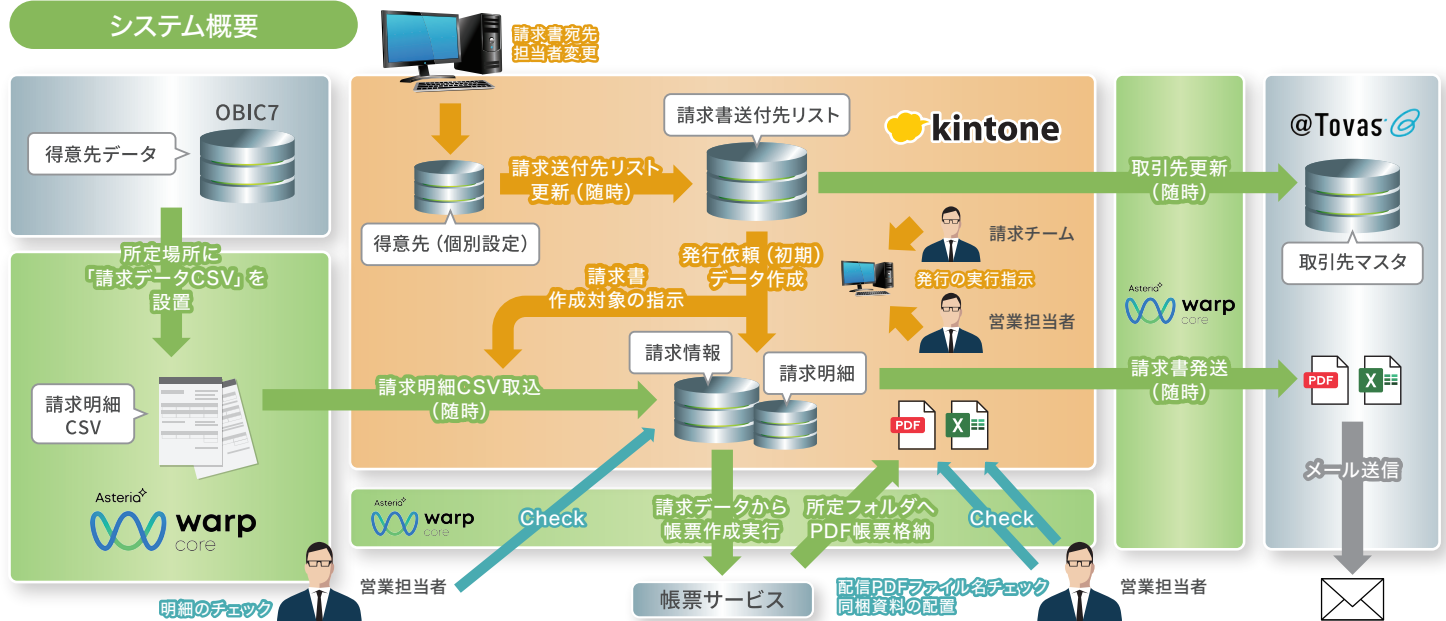 システム概要
請求書宛先
担当者変更
OBIC7
得意先データ
請求書送付先リスト
kintone
@Tovas
請求送付先リスト
更新（随時）
取引先更新
（随時）
得意先（個別設定）
請求チーム
取引先マスタ
所定場所に
「請求データCSV」を
設置
請求書
作成対象の指示
発行依頼（初期）
データ作成
発行の実行指示
営業担当者
Asteria
warp
core
請求情報
請求明細
請求明細
CSV
請求明細CSV取込
（随時）
請求書発送
（随時）
PDF
X
PDF
X
メール送信
Asteria
warp
core
Asteria
warp
core
Check
請求データから
帳票作成実行
所定フォルダへ
PDF帳票格納
Check
明細のチェック
営業担当者
帳票サービス
配信PDFファイル名チェック
同梱資料の配置
営業担当者